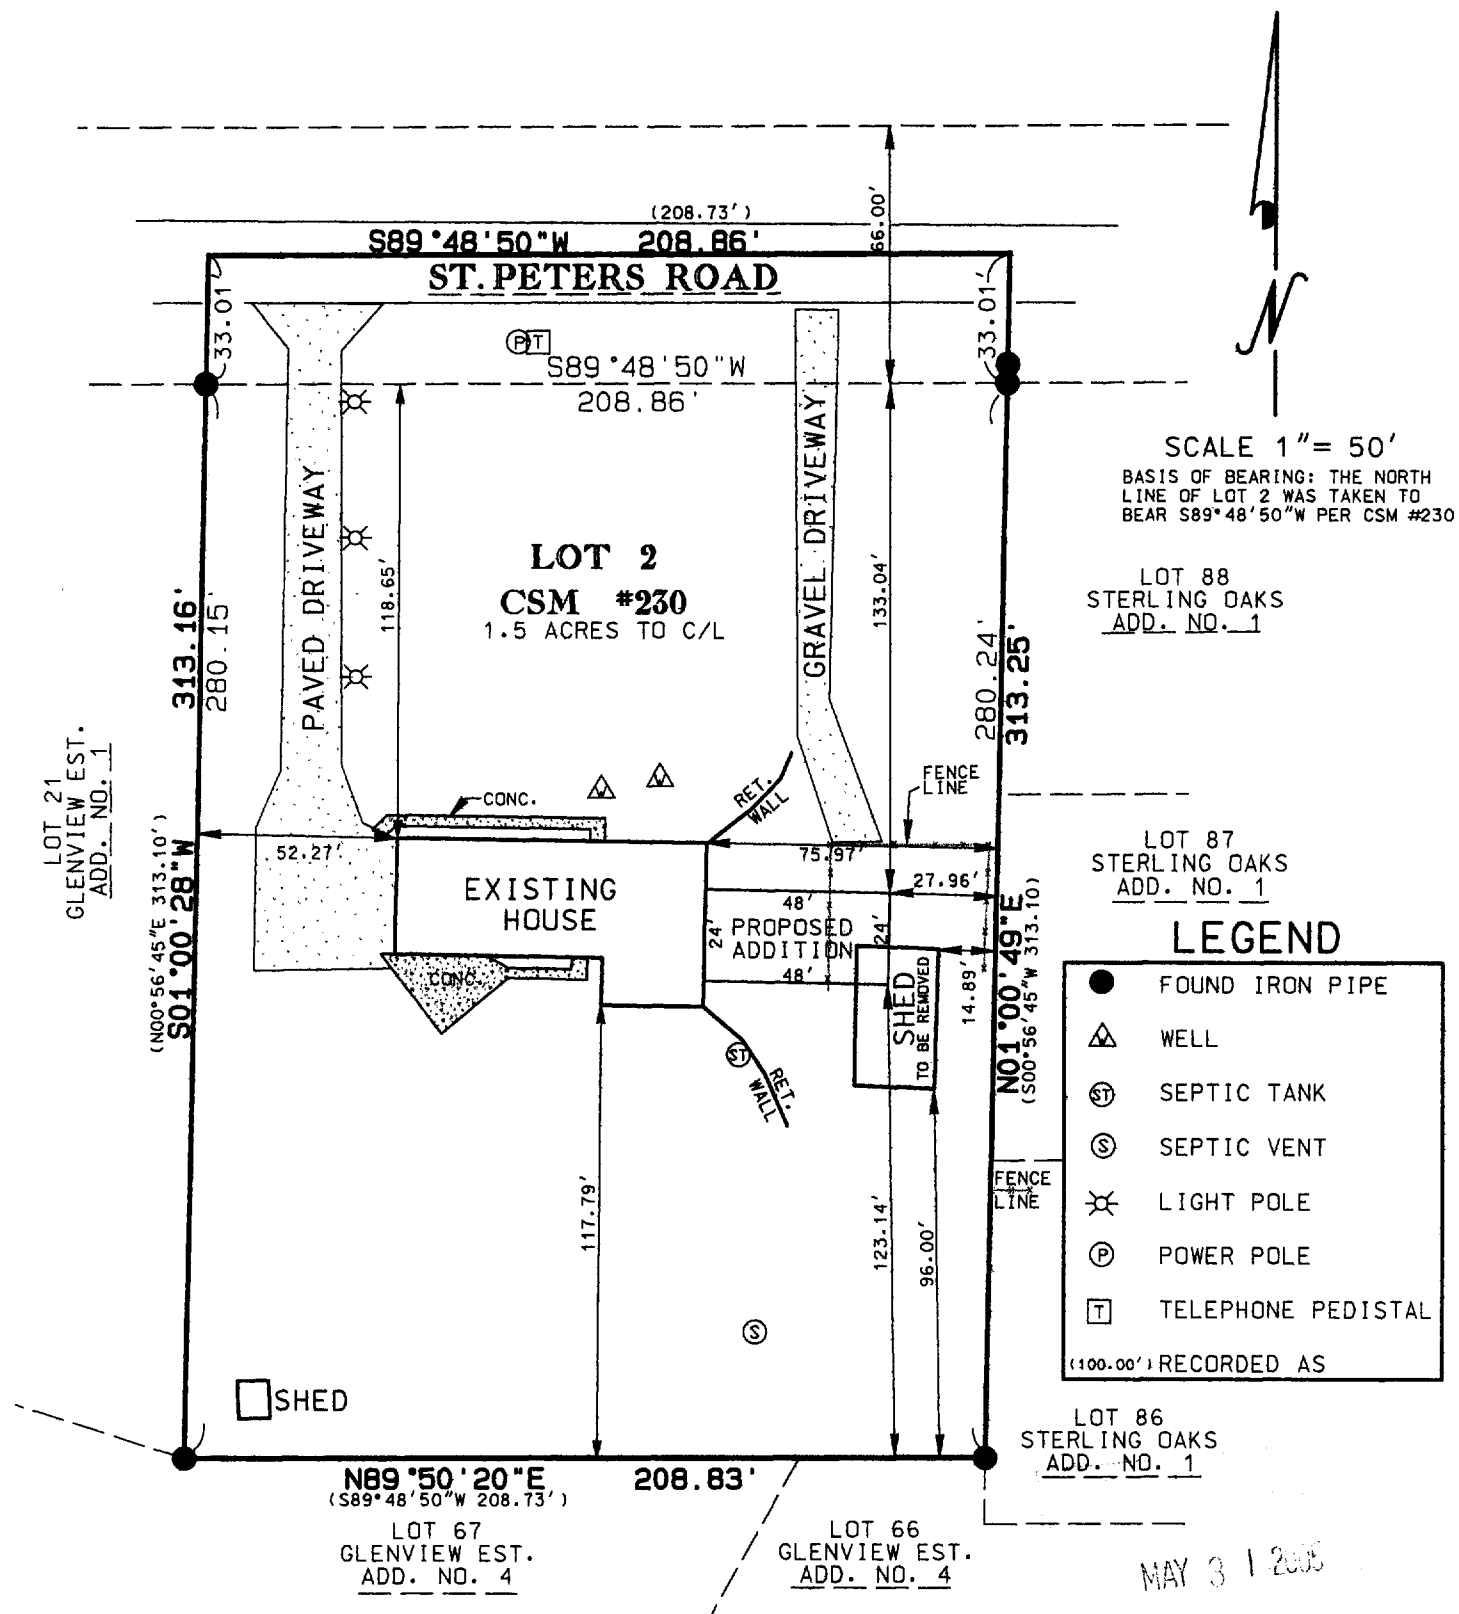 (208.73')
S89°48'50"W 208.86'
ST. PETERS ROAD
66.00'
33.01'
33.01'
P T
S89°48'50"W
208.86'
N
SCALE 1"= 50'
BASIS OF BEARING: THE NORTH
LINE OF LOT 2 WAS TAKEN TO
BEAR S89°48'50"W PER CSM #230
PAVED DRIVEWAY
GRAVEL DRIVEWAY
118.65'
133.04'
LOT 2
CSM #230
1.5 ACRES TO C/L
LOT 88
STERLING OAKS
ADD. NO. 1
313.16'
280.15'
280.24'
313.25'
LOT 21
GLENVIEW EST.
ADD. NO. 1
W
W
CONC.
RET.
WALL
FENCE
LINE
52.27'
75.97'
27.96'
LOT 87
STERLING OAKS
ADD. NO. 1
S01°00'28"W
(N00°56'45"E 313.10')
EXISTING
HOUSE
48'
24'
PROPOSED
ADDITION
24'
48'
N01°00'49"E
(S00°56'45"W 313.10)
CONC.
SHED
TO BE REMOVED
14.89'
ST
RET.
WALL
LEGEND
FOUND IRON PIPE
W WELL
ST SEPTIC TANK
S SEPTIC VENT
LIGHT POLE
P POWER POLE
T TELEPHONE PEDISTAL
(100.00') RECORDED AS
FENCE
LINE
117.79'
123.14'
96.00'
S
SHED
N89°50'20"E 208.83'
(S89°48'50"W 208.73')
LOT 67
GLENVIEW EST.
ADD. NO. 4
LOT 66
GLENVIEW EST.
ADD. NO. 4
LOT 86
STERLING OAKS
ADD. NO. 1
MAY 3 1